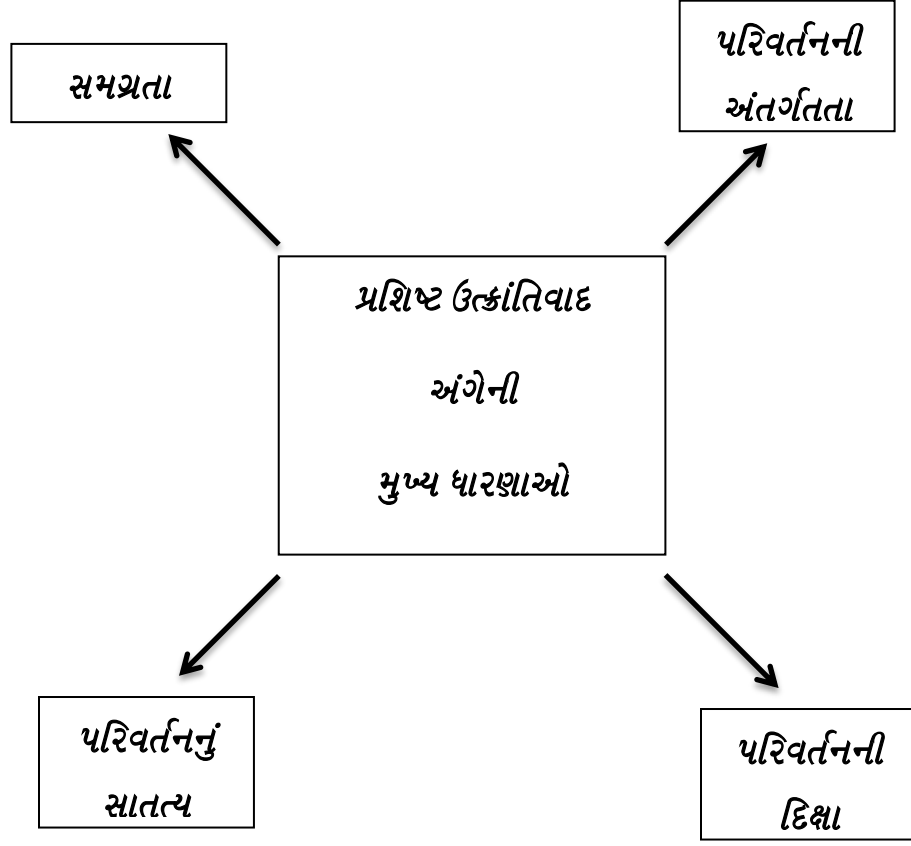 સમગ્રતા
પરિવર્તનની
અંતર્ગતતા
પ્રશિષ્ટ ઉત્ક્રાંતિવાદ
અંગેની
મુખ્ય ધારણાઓ
પરિવર્તનનું
સાતત્ય
પરિવર્તનની
દિક્ષા